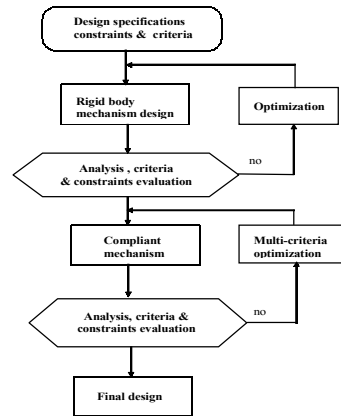 Design specifications
constraints & criteria
Rigid body
mechanism design
Optimization
Analysis , criteria
& constraints evaluation
no
Compliant
mechanism
Multi-criteria
optimization
Analysis, criteria &
constraints evaluation
no
Final design